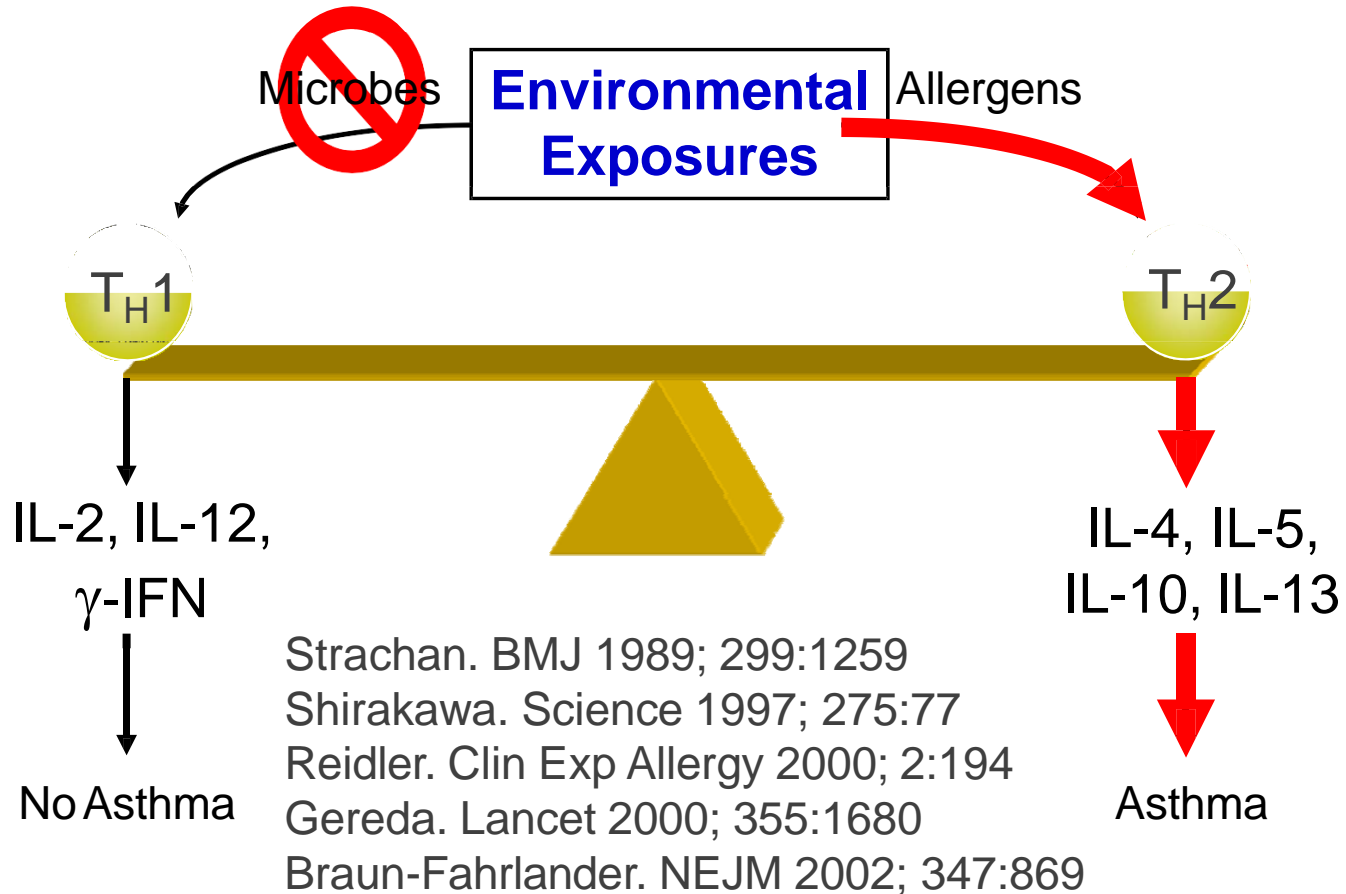 Microbes
Environmental
Exposures
Allergens
T_H1
T_H2
IL-2, IL-12,
γ-IFN
IL-4, IL-5,
IL-10, IL-13
Strachan. BMJ 1989; 299:1259
Shirakawa. Science 1997; 275:77
Reidler. Clin Exp Allergy 2000; 2:194
Gereda. Lancet 2000; 355:1680
Braun-Fahrlander. NEJM 2002; 347:869
No Asthma
Asthma